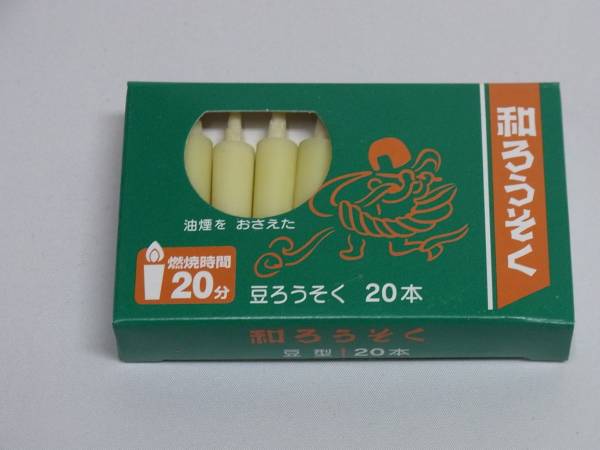 和ろうそく
油煙を おさえた
燃焼時間
20分
豆ろうそく 20本
和ろうそく
豆型 20本